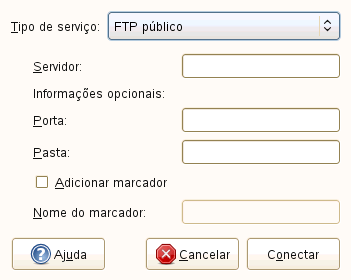 Tipo de serviço: FTP público
Servidor:
Informações opcionais:
Porta:
Pasta:
Adicionar marcador
Nome do marcador:
Ajuda Cancelar Conectar